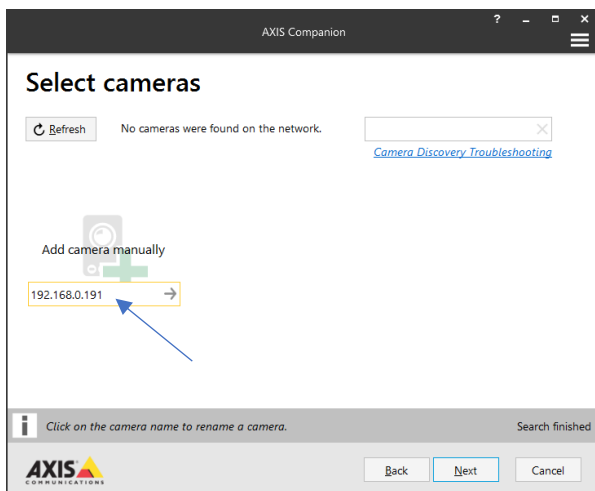 AXIS Companion
?
Select cameras
Refresh
No cameras were found on the network.
Camera Discovery Troubleshooting
Add camera manually
192.168.0.191
Click on the camera name to rename a camera.
Search finished
AXIS
COMMUNICATIONS
Back
Next
Cancel